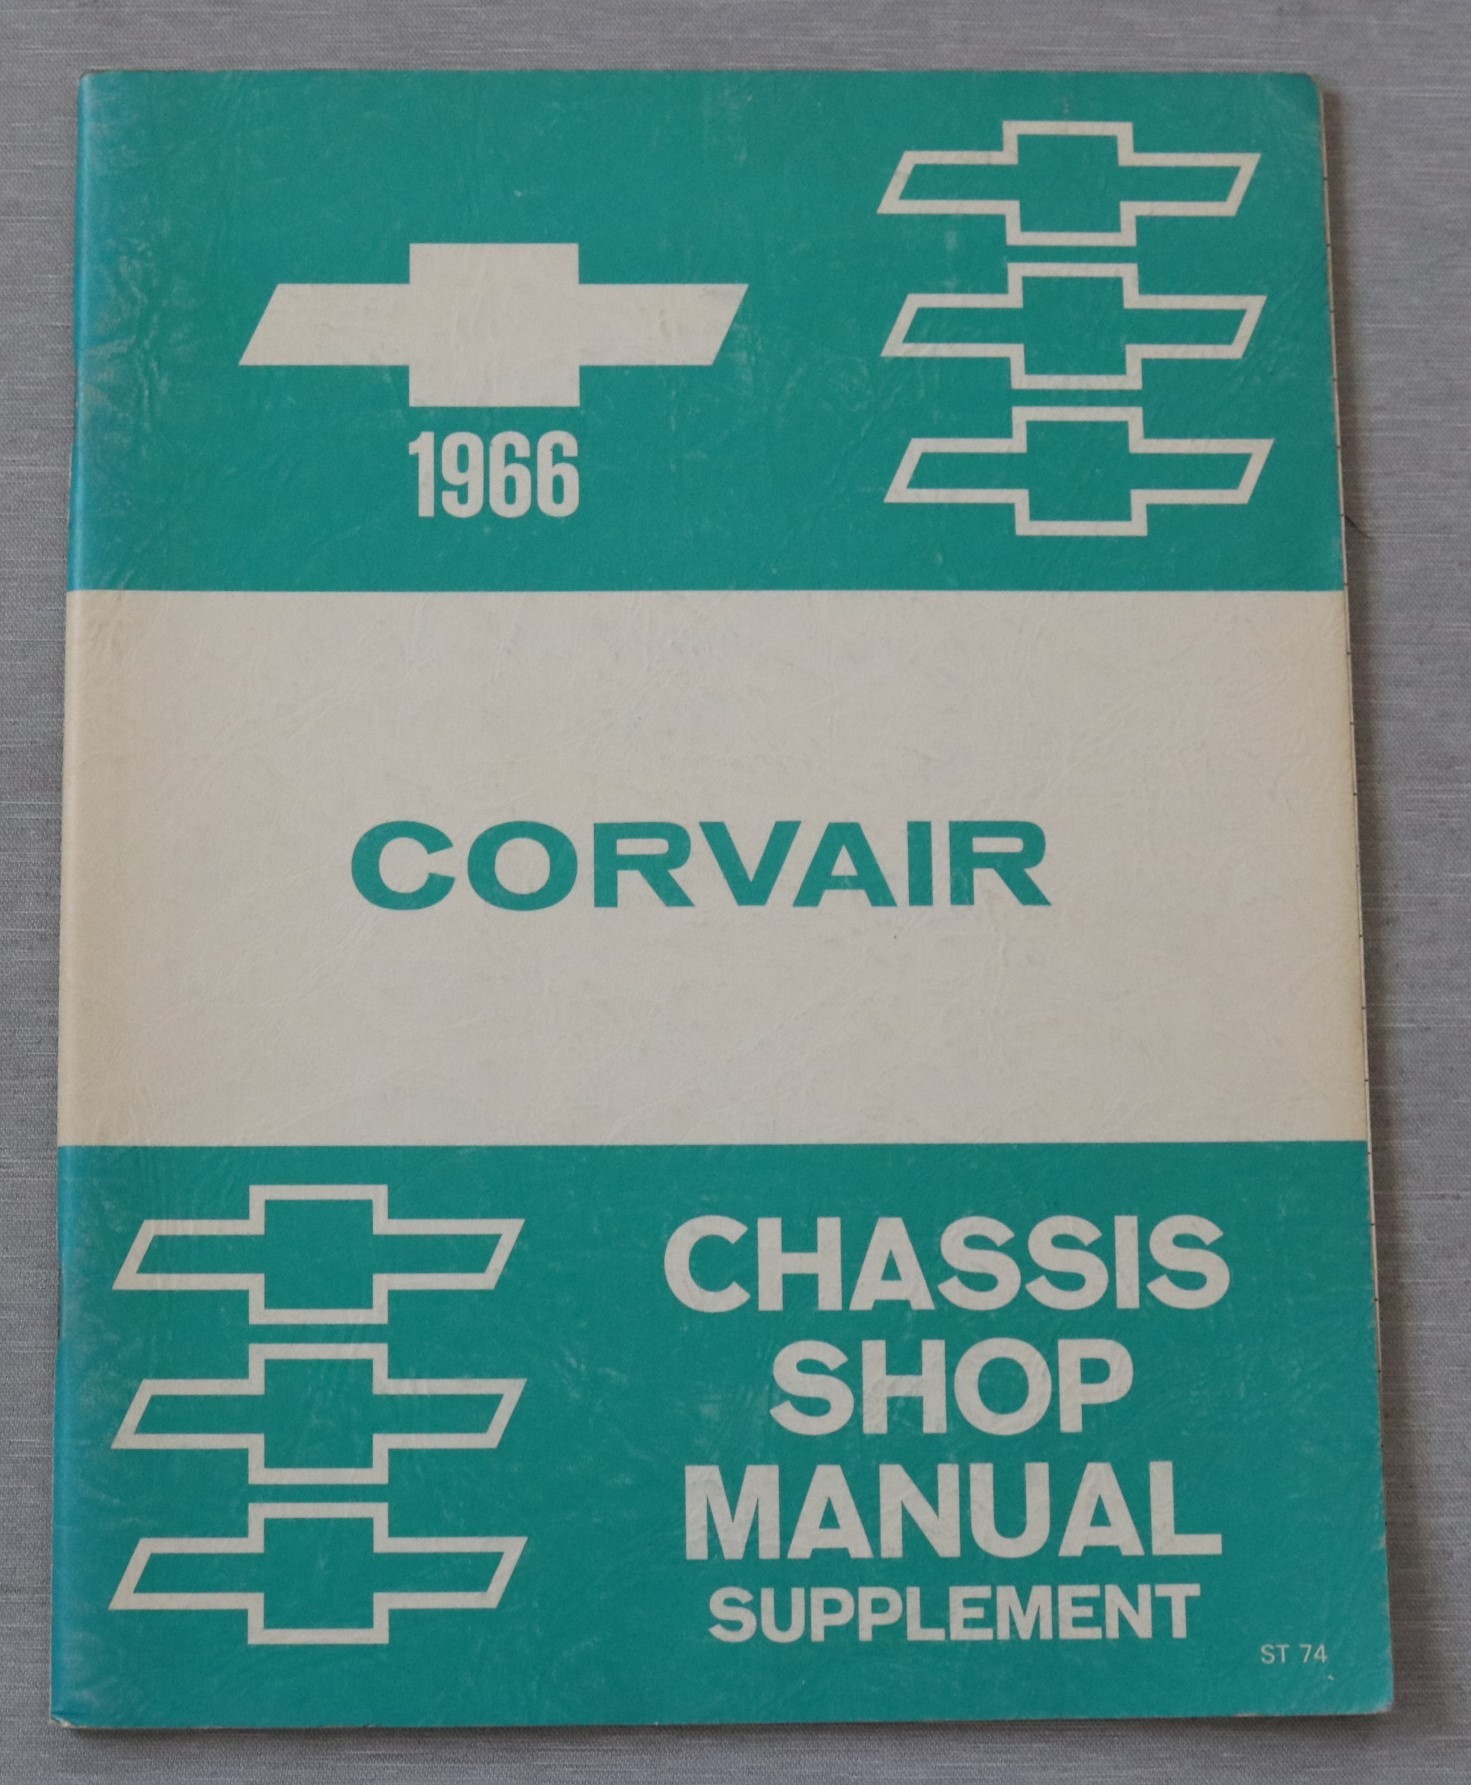 1966
CORVAIR
CHASSIS
SHOP
MANUAL
SUPPLEMENT
ST 74